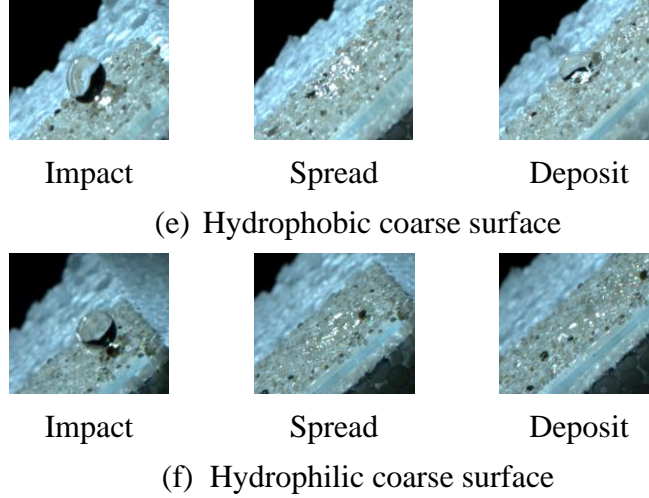 Impact Spread Deposit
(e) Hydrophobic coarse surface
Impact Spread Deposit
(f) Hydrophilic coarse surface